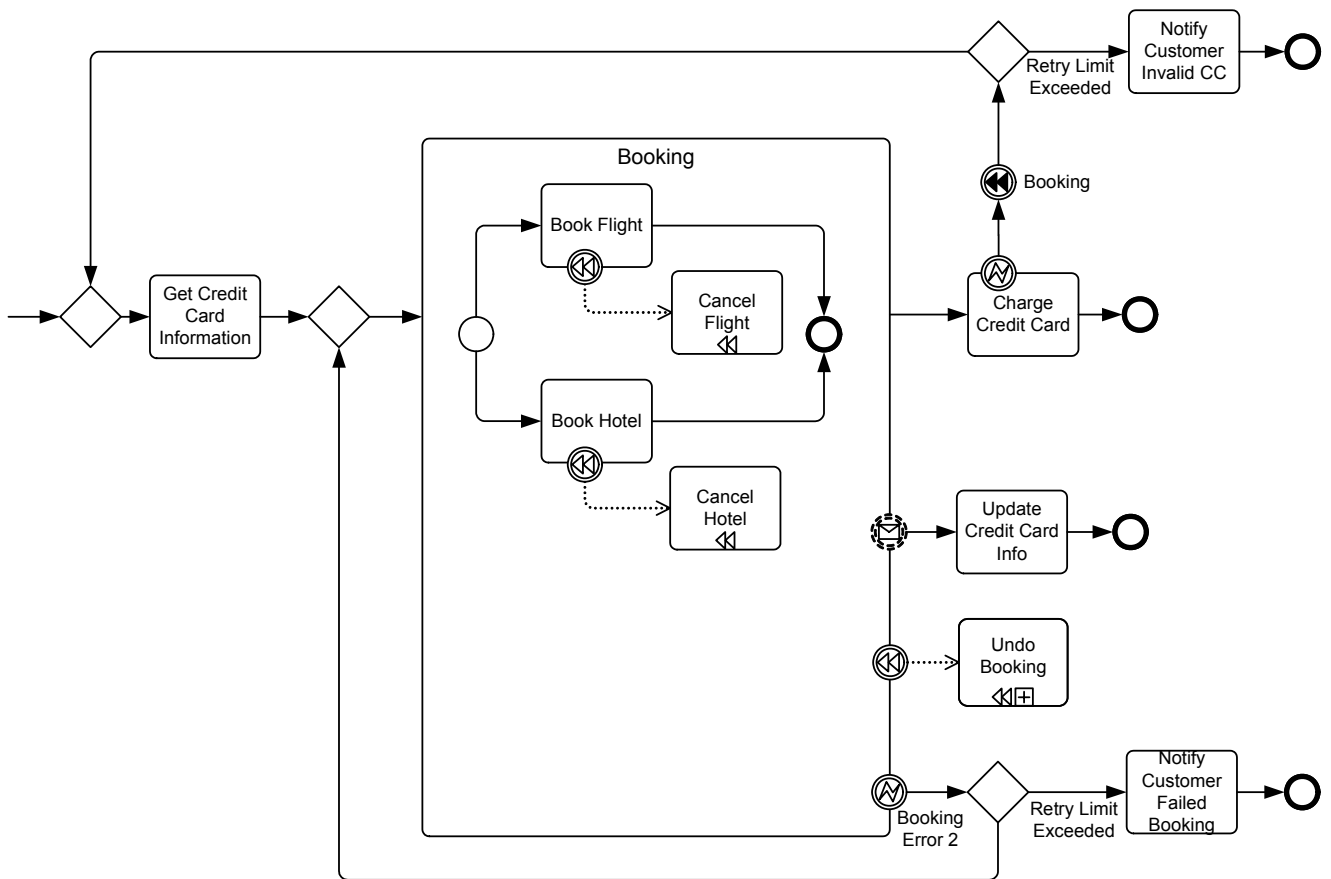 Notify
Customer
Invalid CC
Retry Limit
Exceeded
Booking
Booking
Book Flight
Get Credit
Card
Information
Cancel
Flight
Charge
Credit Card
Book Hotel
Cancel
Hotel
Update
Credit Card
Info
Undo
Booking
Notify
Customer
Failed
Booking
Retry Limit
Exceeded
Booking
Error 2